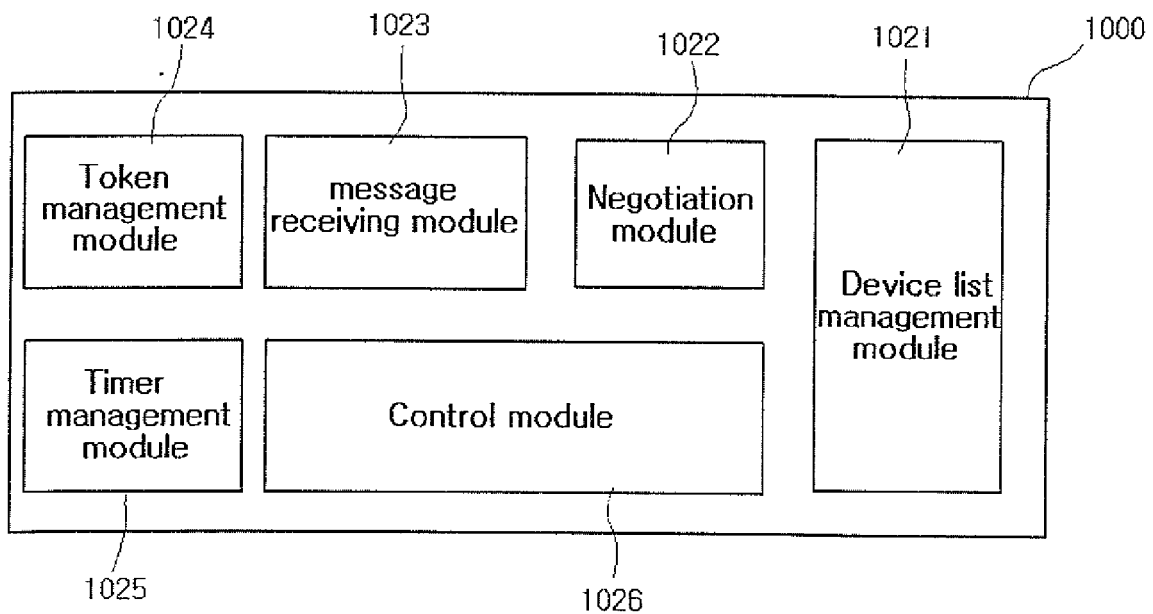 1024
1023
1022
1021
1000
Token
management
module
message
receiving module
Negotiation
module
Device list
management
module
Timer
management
module
Control module
1025
1026